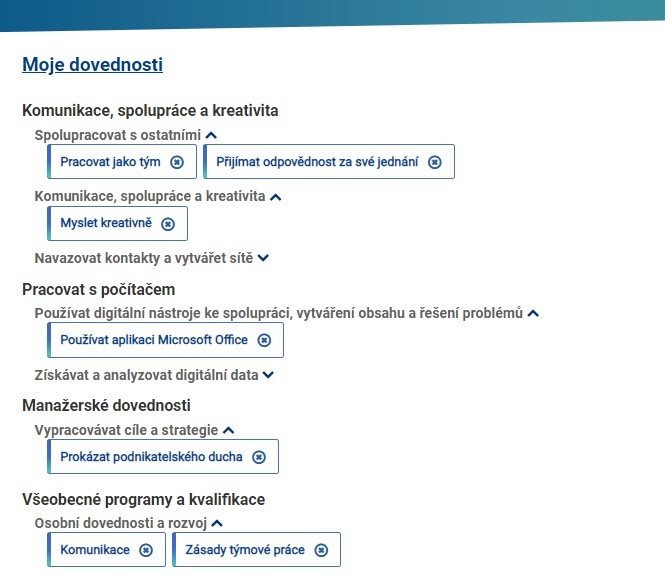 Moje dovednosti
Komunikace, spolupráce a kreativita
Spolupracovat s ostatními
Pracovat jako tým Přijímat odpovědnost za své jednání
Komunikace, spolupráce a kreativita
Myslet kreativně
Navazovat kontakty a vytvářet sítě
Pracovat s počítačem
Používat digitální nástroje ke spolupráci, vytváření obsahu a řešení problémů
Používat aplikaci Microsoft Office
Získávat a analyzovat digitální data
Manažerské dovednosti
Vypracovávat cíle a strategie
Prokázat podnikatelského ducha
Všeobecné programy a kvalifikace
Osobní dovednosti a rozvoj
Komunikace Zásady týmové práce